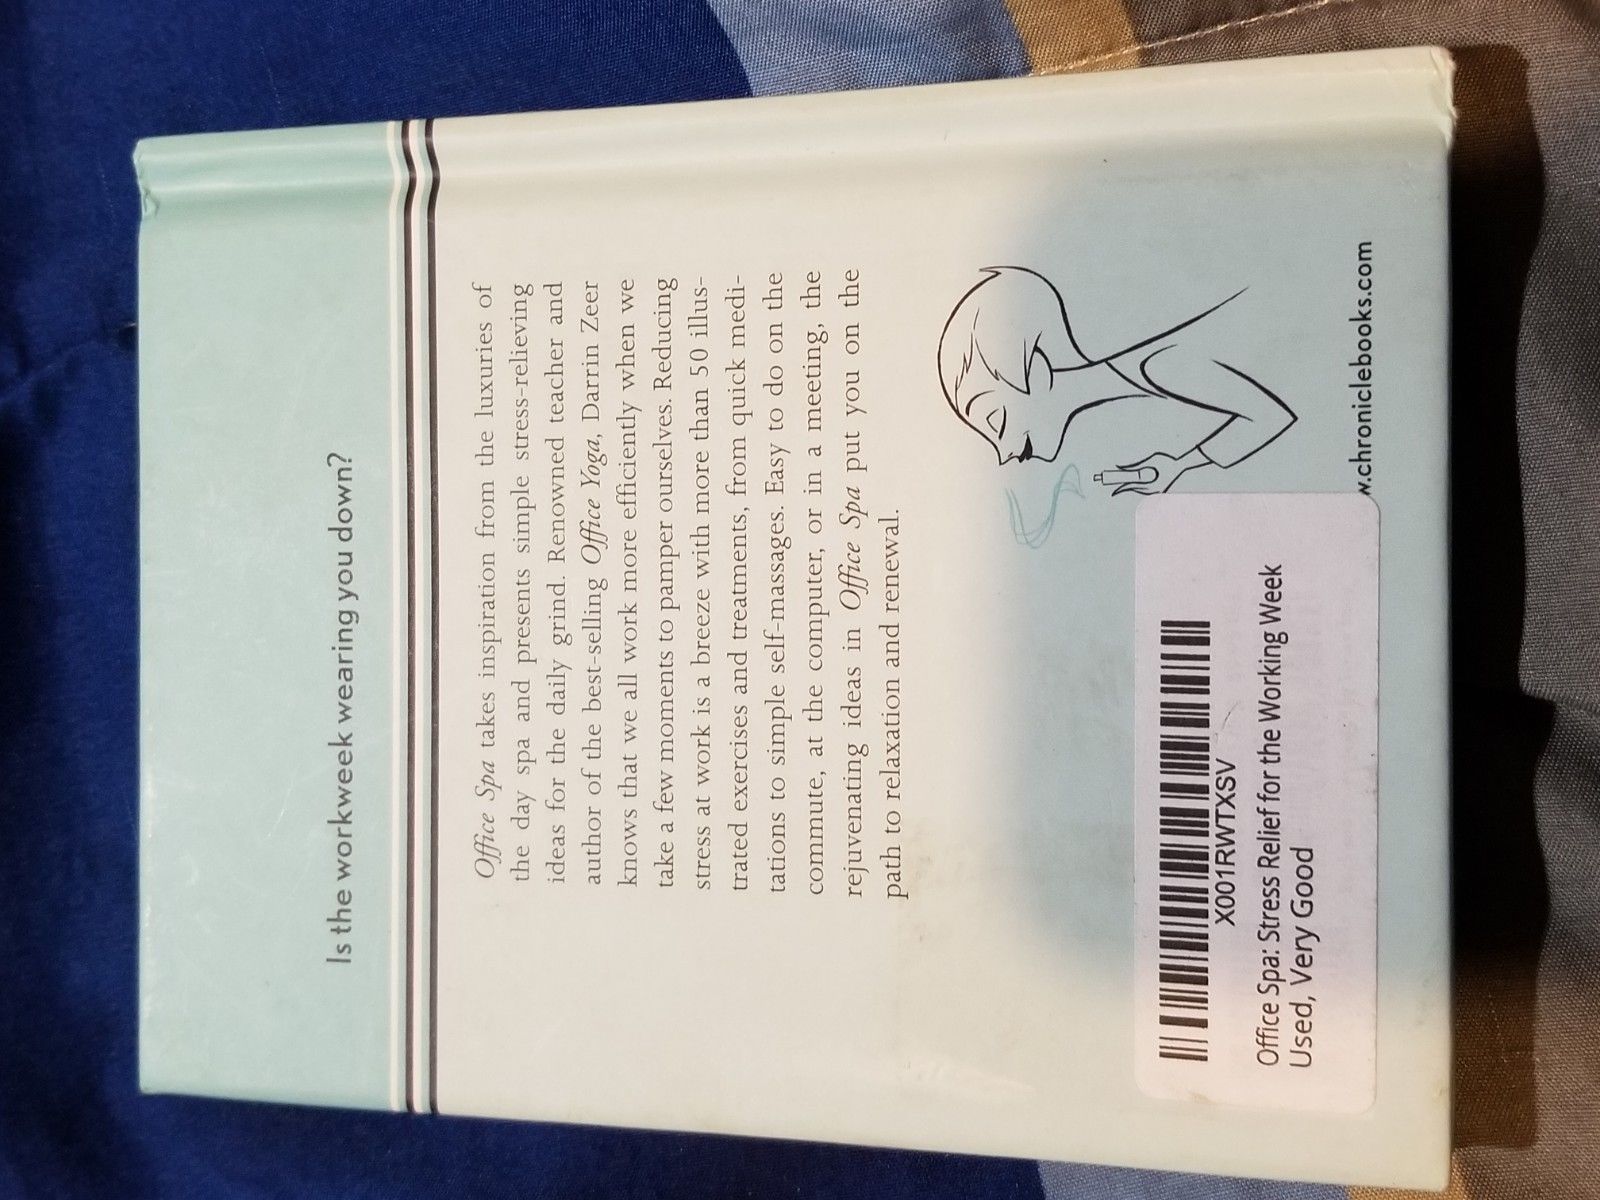 Is the workweek wearing you down?
Office Spa takes inspiration from the luxuries of
the day spa and presents simple stress-relieving
ideas for the daily grind. Renowned teacher and
author of the best-selling Office Yoga, Darrin Zeer
knows that we all work more efficiently when we
take a few moments to pamper ourselves. Reducing
stress at work is a breeze with more than 50 illus-
trated exercises and treatments, from quick medi-
tations to simple self-massages. Easy to do on the
commute, at the computer, or in a meeting, the
rejuvenating ideas in Office Spa put you on the
path to relaxation and renewal.
w.chroniclebooks.com
X001RWTXSV
Office Spa: Stress Relief for the Working Week
Used, Very Good